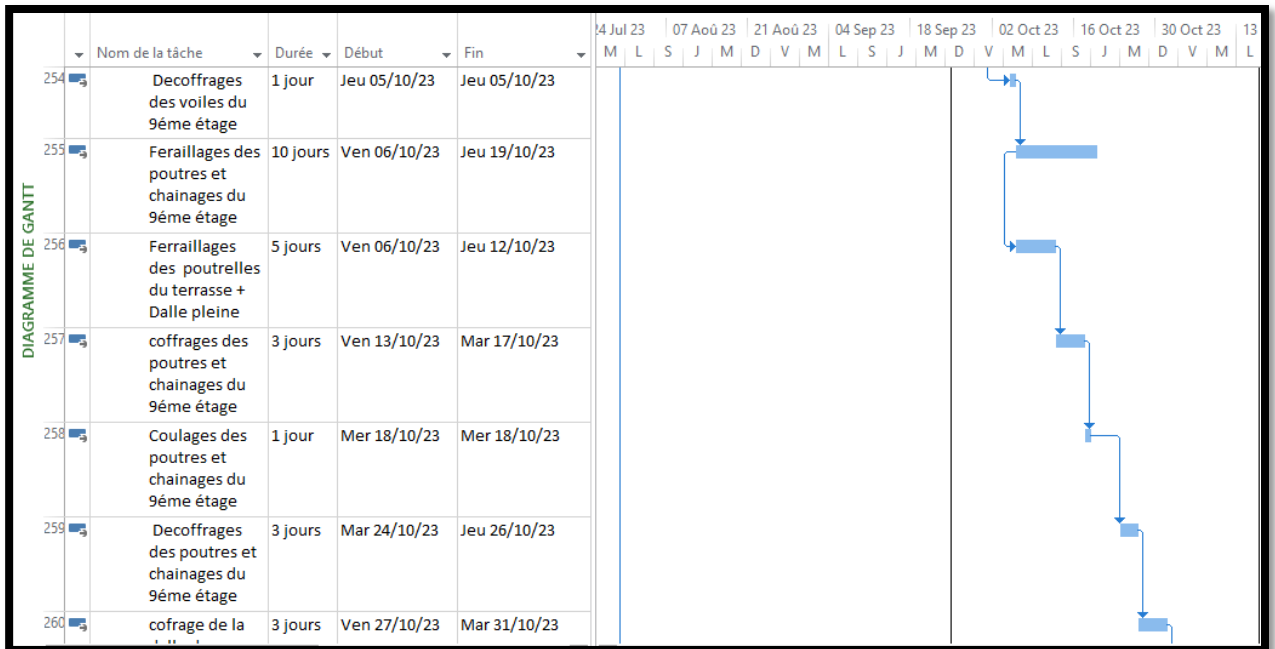 24 Jul 23 07 Aoû 23 21 Aoû 23 04 Sep 23 18 Sep 23 02 Oct 23 16 Oct 23 30 Oct 23 13
Nom de la tâche Durée Début Fin M L S J M D V M L S J M D V M L S J M D V M L
DIAGRAMME DE GANTT
254 Decoffrages 1 jour Jeu 05/10/23 Jeu 05/10/23
des voiles du
9éme étage
255 Feraillages des 10 jours Ven 06/10/23 Jeu 19/10/23
poutres et
chainages du
9éme étage
256 Ferraillages 5 jours Ven 06/10/23 Jeu 12/10/23
des poutrelles
du terrasse +
Dalle pleine
257 coffrages des 3 jours Ven 13/10/23 Mar 17/10/23
poutres et
chainages du
9éme étage
258 Coulages des 1 jour Mer 18/10/23 Mer 18/10/23
poutres et
chainages du
9éme étage
259 Decoffrages 3 jours Mar 24/10/23 Jeu 26/10/23
des poutres et
chainages du
9éme étage
260 cofrage de la 3 jours Ven 27/10/23 Mar 31/10/23